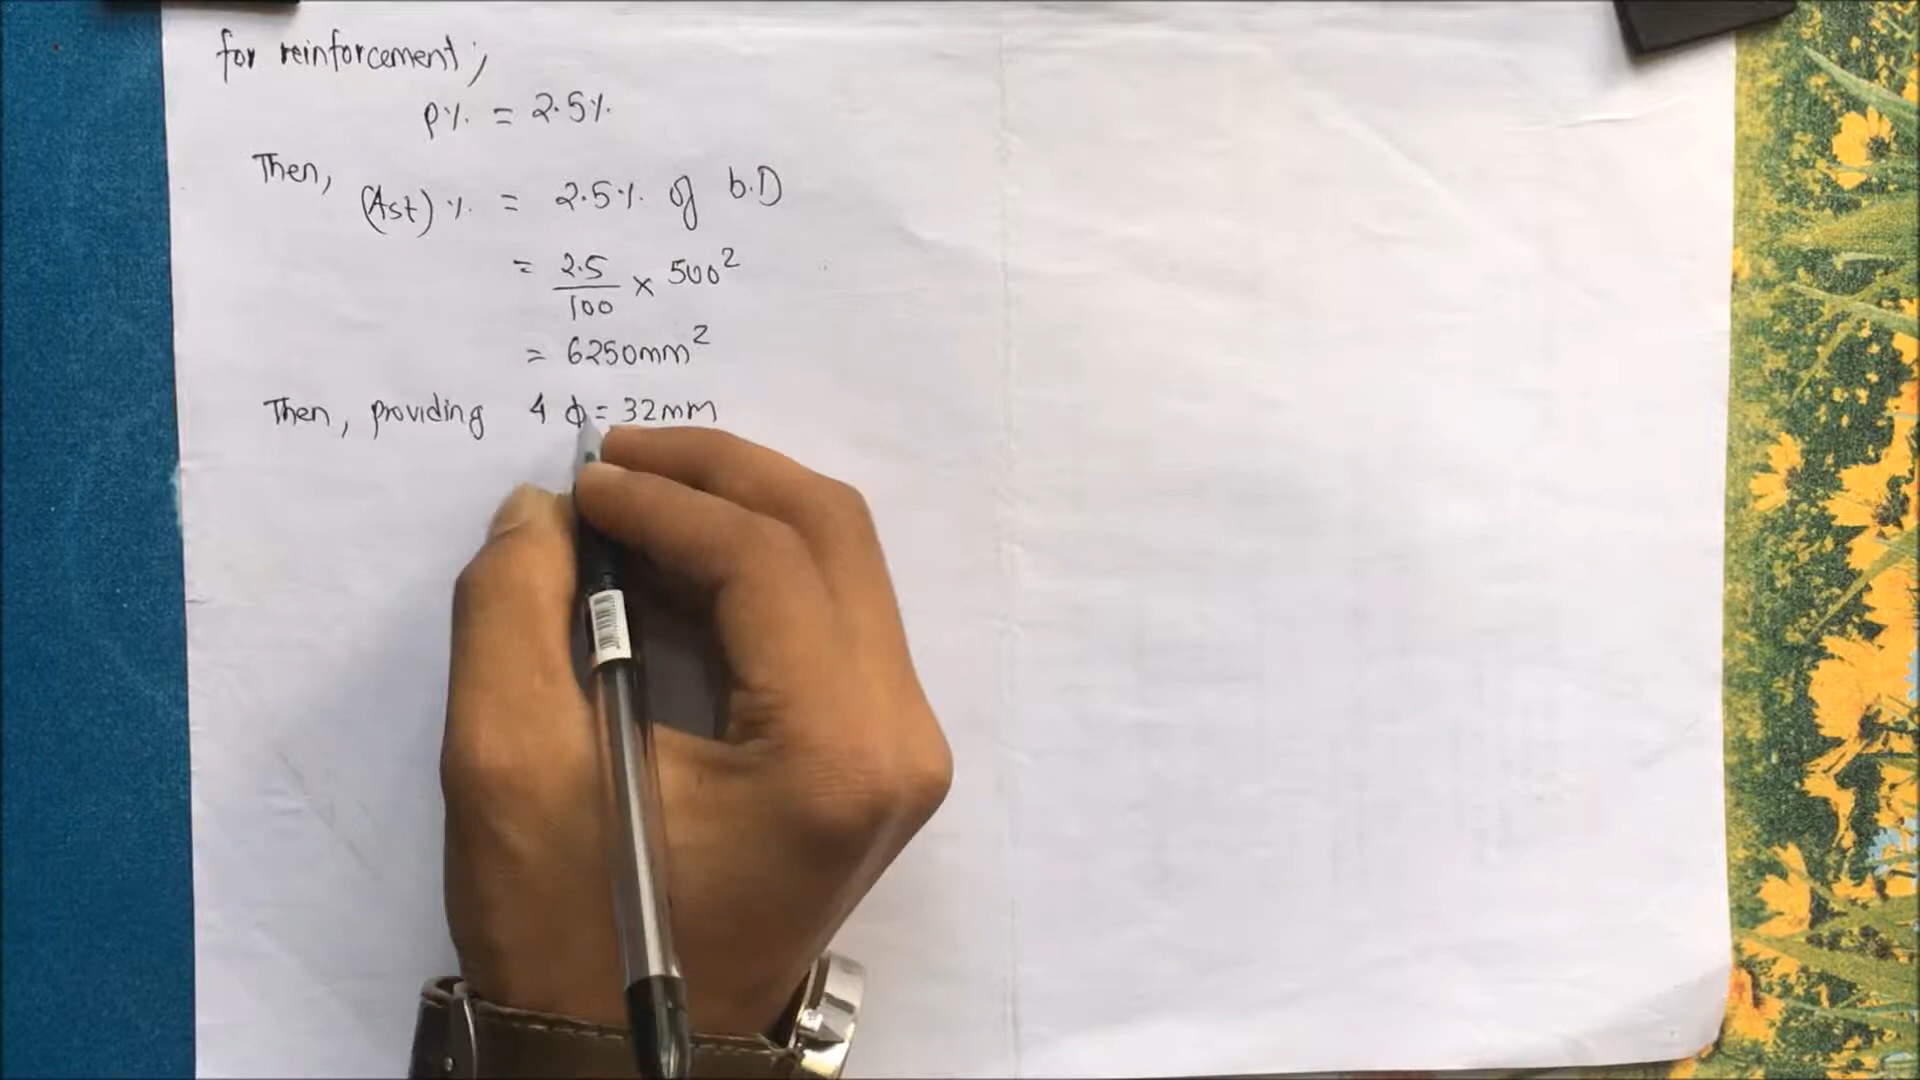 for reinforcement,
P% = 2.5%
Then,
(Ast)% = 2.5% of b.D
= 2.5/100 × 500²
= 6250mm²
Then, providing 4 ϕ = 32mm